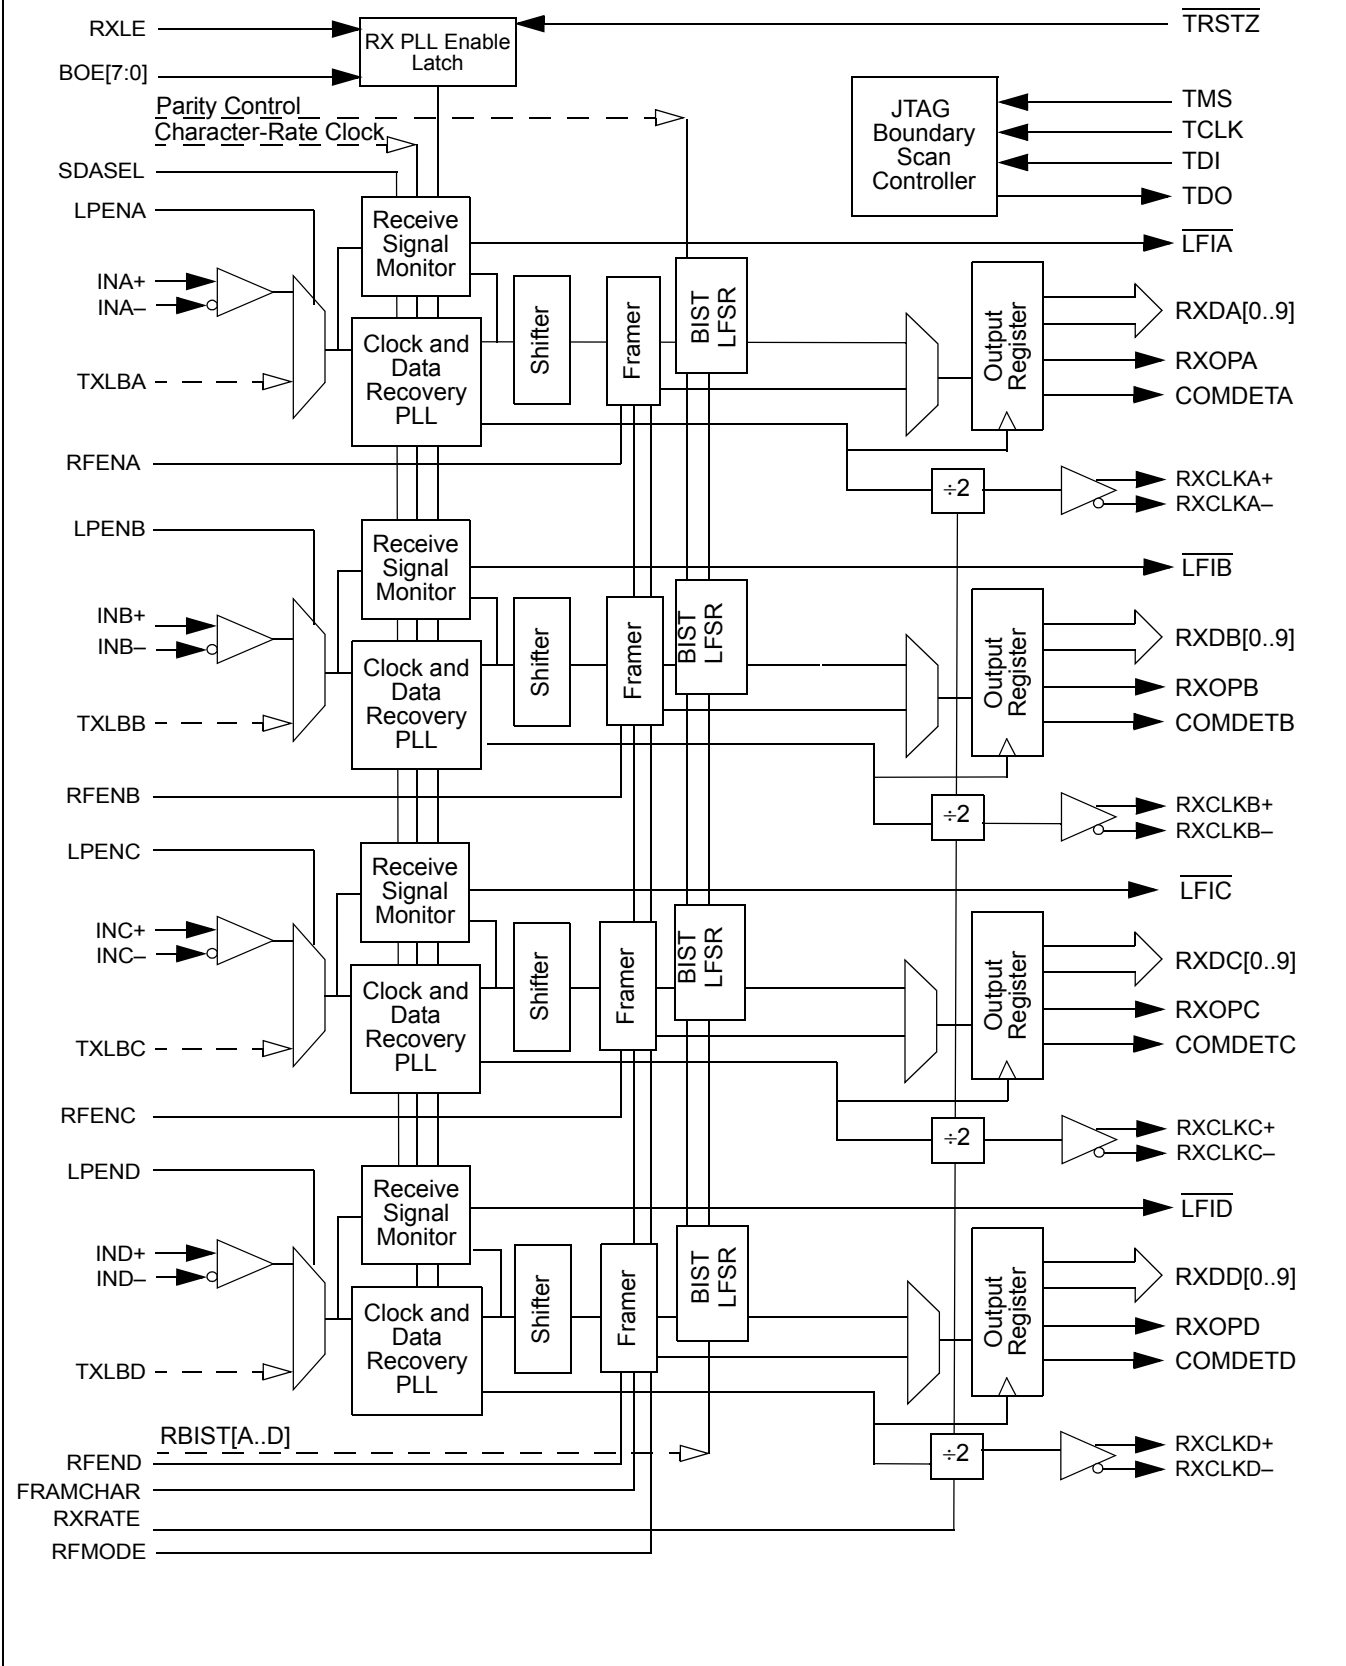 RXLE
RX PLL Enable
Latch
TRSTZ
BOE[7:0]
Parity Control
Character-Rate Clock
JTAG
Boundary
Scan
Controller
TMS
TCLK
TDI
TDO
SDASEL
LPENA
Receive
Signal
Monitor
LFIA
INA+
INA–
TXLBA
Clock and
Data
Recovery
PLL
Shifter
Framer
BIST
LFSR
Output
Register
RXDA[0..9]
RXOPA
COMDETA
RFENA
÷2
RXCLKA+
RXCLKA–
LPENB
Receive
Signal
Monitor
LFIB
INB+
INB–
TXLBB
Clock and
Data
Recovery
PLL
Shifter
Framer
BIST
LFSR
Output
Register
RXDB[0..9]
RXOPB
COMDETB
RFENB
÷2
RXCLKB+
RXCLKB–
LPENC
Receive
Signal
Monitor
LFIC
INC+
INC–
TXLBC
Clock and
Data
Recovery
PLL
Shifter
Framer
BIST
LFSR
Output
Register
RXDC[0..9]
RXOPC
COMDETC
RFENC
÷2
RXCLKC+
RXCLKC–
LPEND
Receive
Signal
Monitor
LFID
IND+
IND–
TXLBD
Clock and
Data
Recovery
PLL
Shifter
Framer
BIST
LFSR
Output
Register
RXDD[0..9]
RXOPD
COMDETD
RBIST[A..D]
÷2
RXCLKD+
RXCLKD–
RFEND
FRAMCHAR
RXRATE
RFMODE